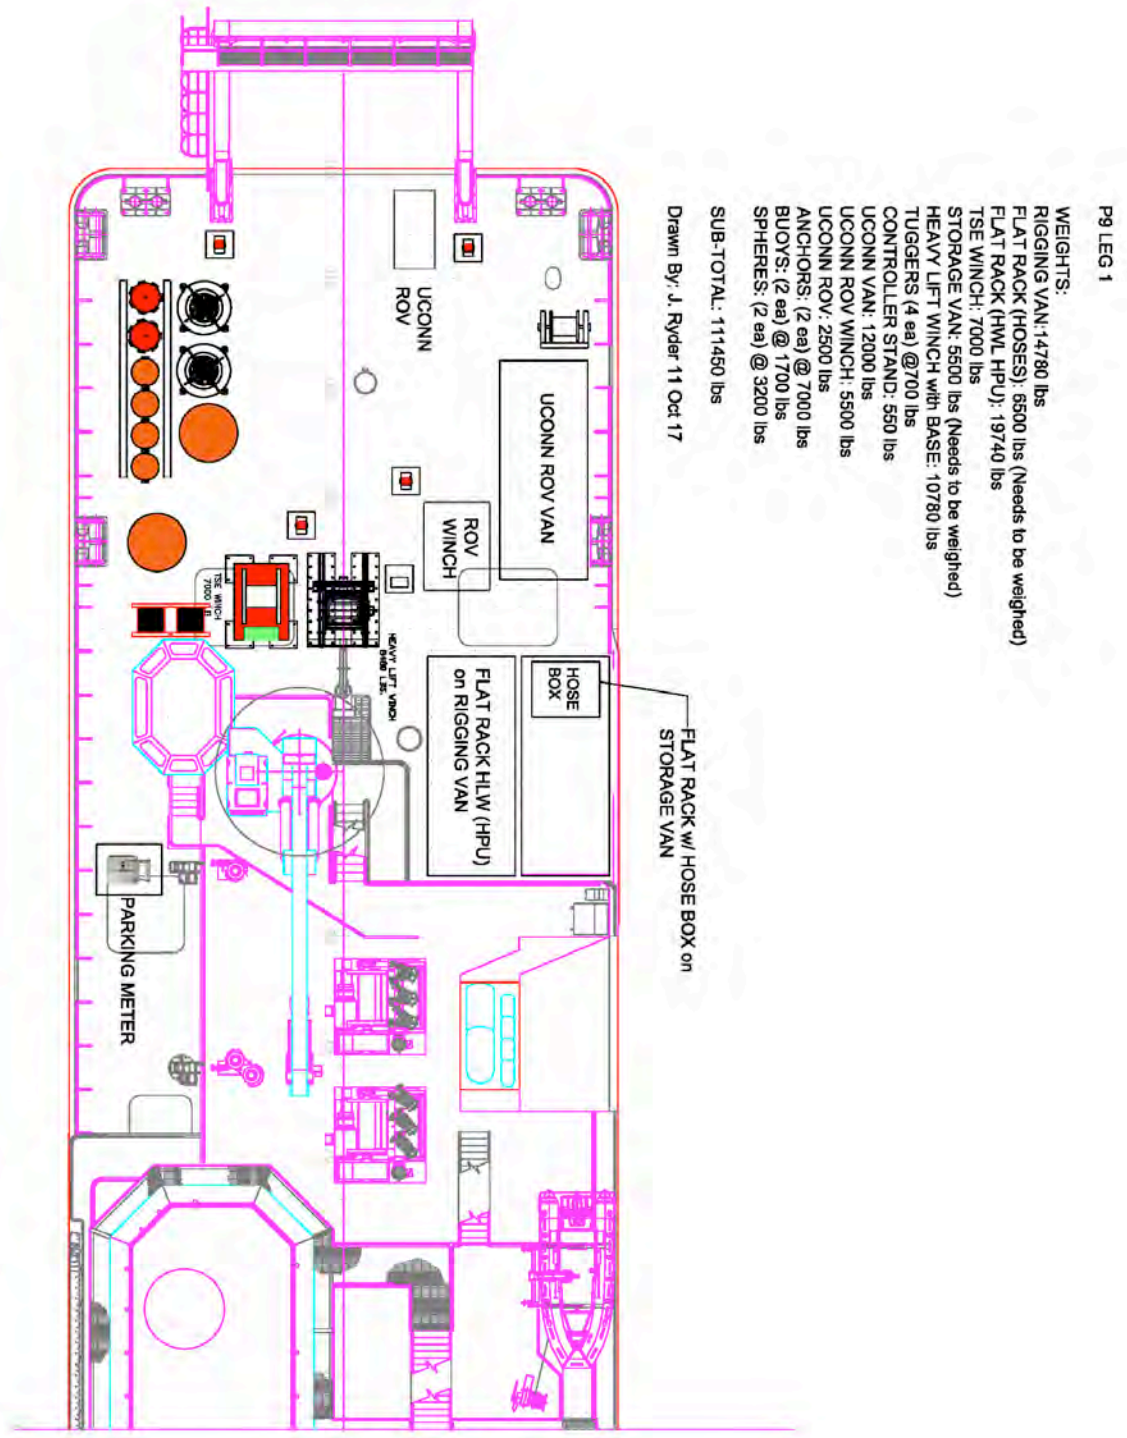 P9 LEG 1
WEIGHTS:
RIGGING VAN:14780 lbs
FLAT RACK (HOSES): 6500 lbs (Needs to be weighed)
FLAT RACK (HWL HPU): 19740 lbs
TSE WINCH: 7000 lbs
STORAGE VAN: 5500 lbs (Needs to be weighed)
HEAVY LIFT WINCH with BASE: 10780 lbs
TUGGERS (4 ea) @700 lbs
CONTROLLER STAND: 550 lbs
UCONN VAN: 12000 lbs
UCONN ROV WINCH: 5500 lbs
UCONN ROV: 2500 lbs
ANCHORS: (2 ea) @ 7000 lbs
BUOYS: (2 ea) @ 1700 lbs
SPHERES: (2 ea) @ 3200 lbs
SUB-TOTAL: 111450 lbs
Drawn By: J. Ryder 11 Oct 17
FLAT RACK w/ HOSE BOX on
STORAGE VAN
HOSE
BOX
UCONN ROV VAN
FLAT RACK HLW (HPU)
on RIGGING VAN
ROV
WINCH
UCONN
ROV
HEAVY LIFT WINCH
8480 LBS.
TSE WINCH
7000
PARKING METER